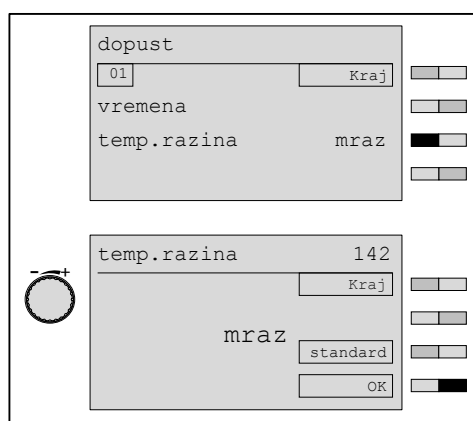 dopust
01 Kraj
vremena
temp.razina mraz
temp.razina 142
Kraj
- +
mraz
standard
OK